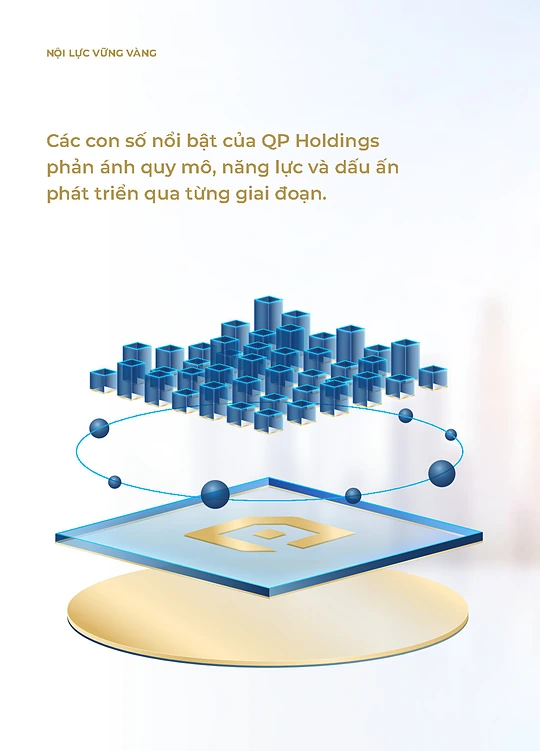 NỘI LỰC VỮNG VÀNG
Các con số nổi bật của QP Holdings
phản ánh quy mô, năng lực và dấu ấn
phát triển qua từng giai đoạn.